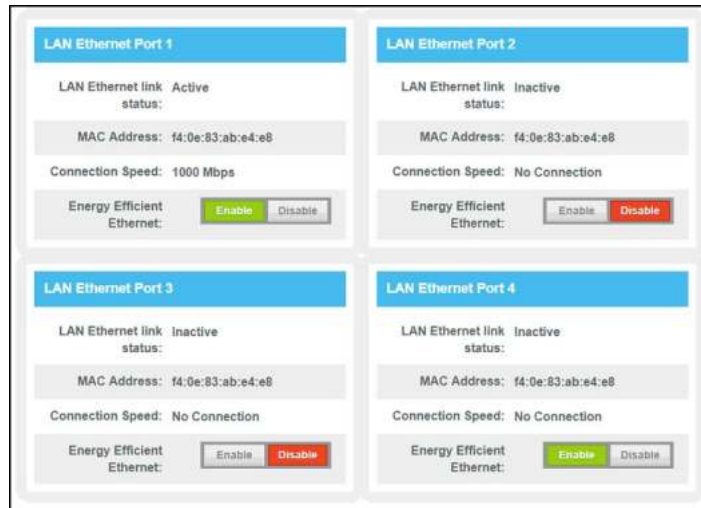 LAN Ethernet Port 1
LAN Ethernet link Active
status:
MAC Address: f4:0e:83:ab:e4:e8
Connection Speed: 1000 Mbps
Energy Efficient Enable Disable
Ethernet:
LAN Ethernet Port 2
LAN Ethernet link Inactive
status:
MAC Address: f4:0e:83:ab:e4:e8
Connection Speed: No Connection
Energy Efficient Enable Disable
Ethernet:
LAN Ethernet Port 3
LAN Ethernet link Inactive
status:
MAC Address: f4:0e:83:ab:e4:e8
Connection Speed: No Connection
Energy Efficient Enable Disable
Ethernet:
LAN Ethernet Port 4
LAN Ethernet link Inactive
status:
MAC Address: f4:0e:83:ab:e4:e8
Connection Speed: No Connection
Energy Efficient Enable Disable
Ethernet: